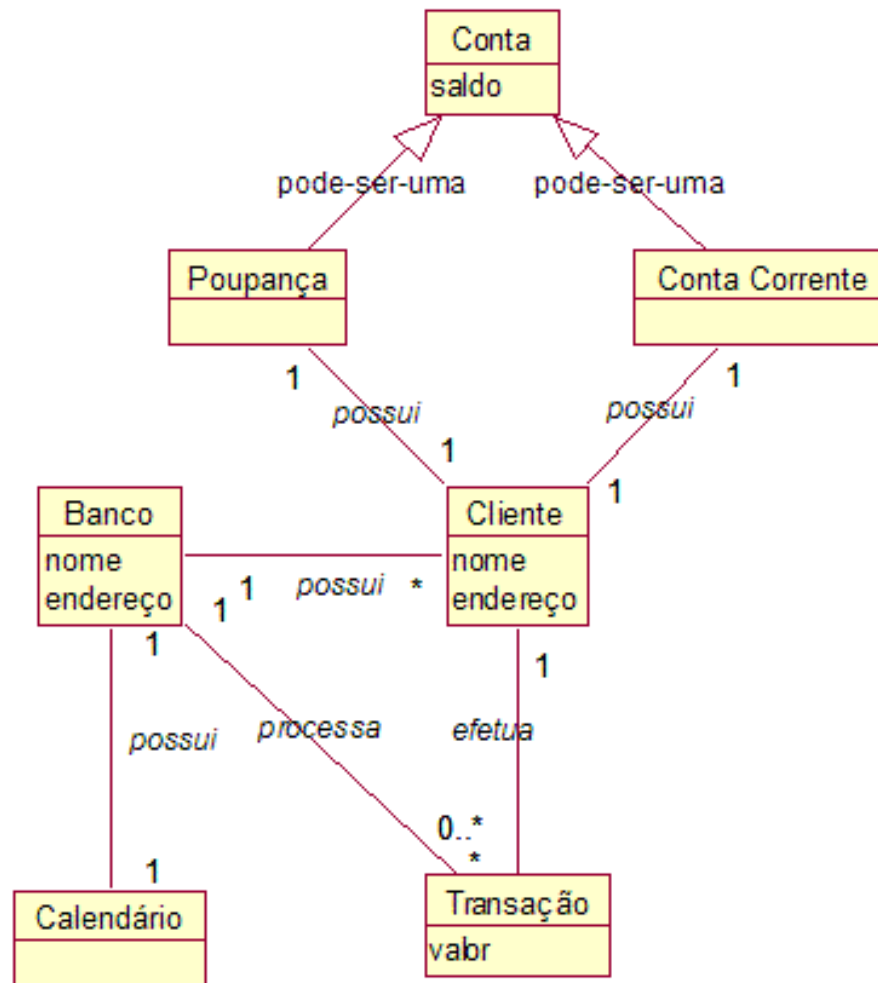 Conta
saldo
pode-ser-uma
pode-ser-uma
Poupança
Conta Corrente
1
1
possui
possui
1
1
Banco
nome
endereço
Cliente
nome
endereço
1
possui
*
1
1
1
possui
processa
efetua
0..*
*
1
Calendário
Transação
valor